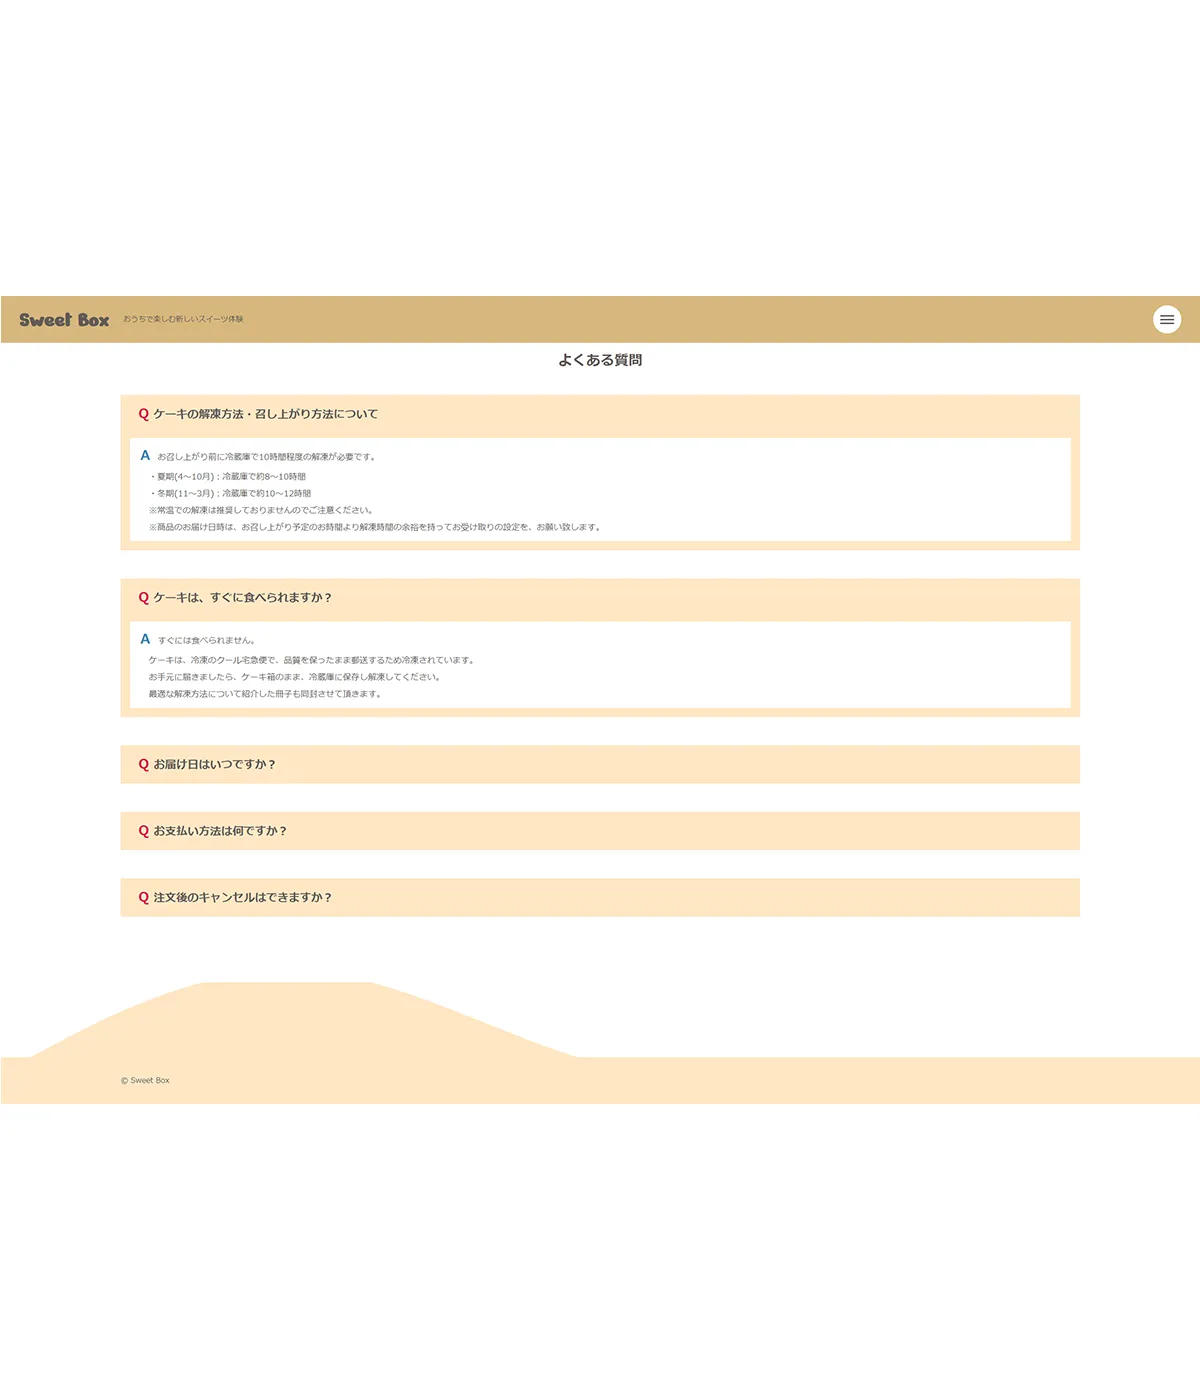 Sweet Box おうちで楽しむ新しいスイーツ体験
よくある質問
Q ケーキの解凍方法・召し上がり方法について
A お召し上がり前に冷蔵庫で10時間程度の解凍が必要です。
・夏期(4～10月)：冷蔵庫で約8～10時間
・冬期(11～3月)：冷蔵庫で約10～12時間
※常温での解凍は推奨しておりませんのでご注意ください。
※商品のお届け日時は、お召し上がり予定のお時間より解凍時間の余裕を持ってお受け取りの設定を、お願い致します。
Q ケーキは、すぐに食べられますか？
A すぐには食べられません。
ケーキは、冷凍のクール宅急便で、品質を保ったまま郵送するため冷凍されています。
お手元に届きましたら、ケーキ箱のまま、冷蔵庫に保存し解凍してください。
最適な解凍方法について紹介した冊子も同封させて頂きます。
Q お届け日はいつですか？
Q お支払い方法は何ですか？
Q 注文後のキャンセルはできますか？
© Sweet Box